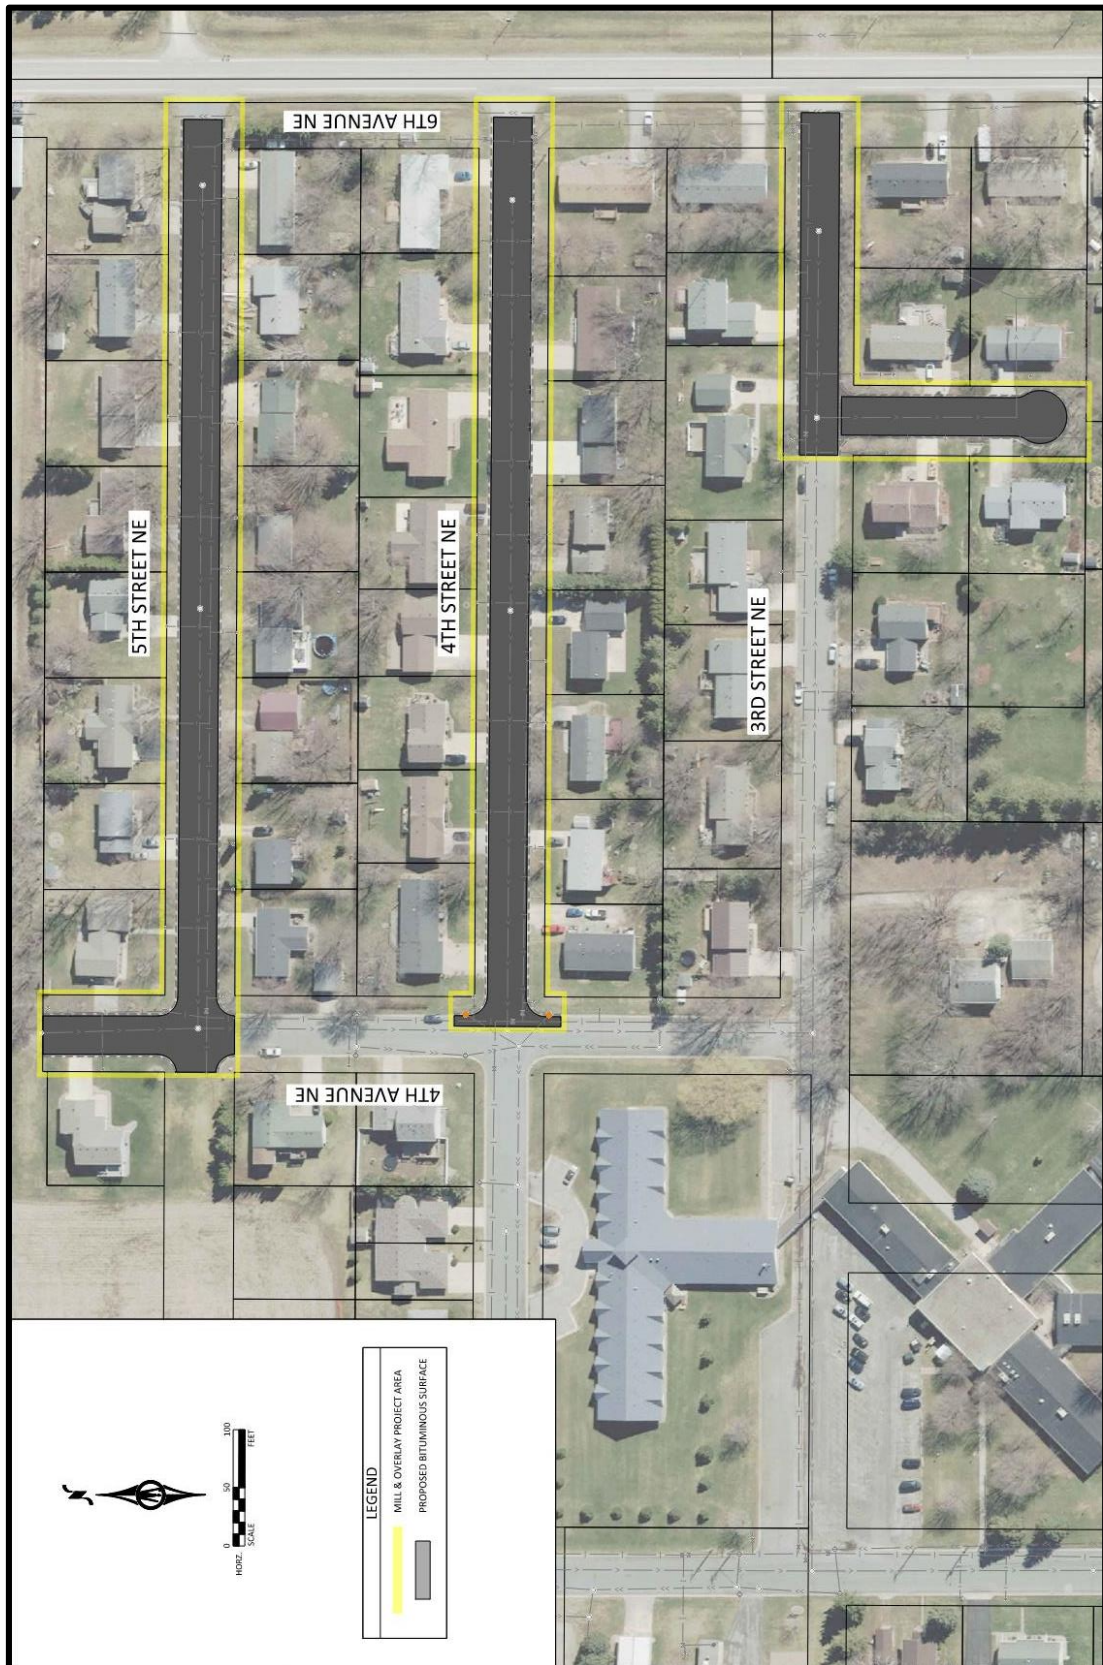 6TH AVENUE NE
5TH STREET NE
4TH STREET NE
3RD STREET NE
4TH AVENUE NE
N
0 50 100
HORZ. SCALE FEET
LEGEND
MILL & OVERLAY PROJECT AREA
PROPOSED BITUMINOUS SURFACE